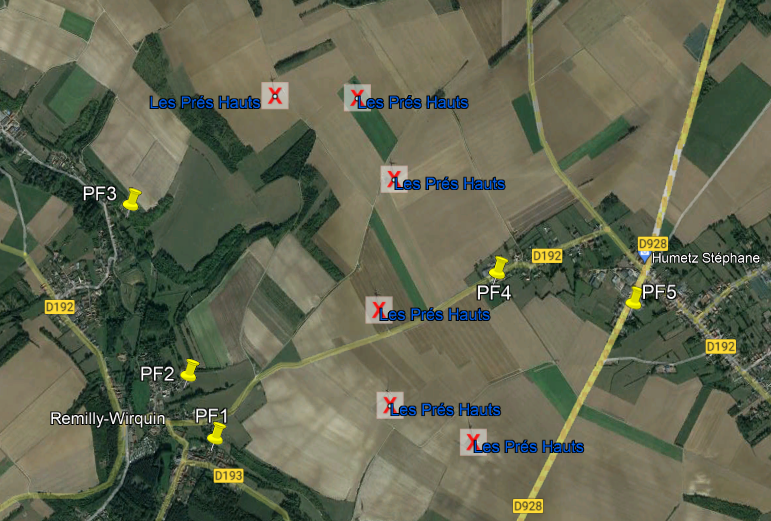 Les Prés Hauts
Les Prés Hauts
Les Prés Hauts
PF3
D192
D928
Humetz Stéphane
PF4
PF5
D192
Les Prés Hauts
D192
PF2
Les Prés Hauts
Remilly-Wirquin
PF1
Les Prés Hauts
D193
D928